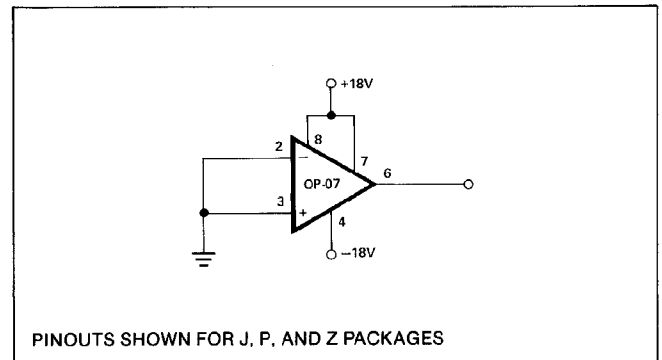 +18V
8
2
−
7
OP-07
6
3
+
4
−18V
PINOUTS SHOWN FOR J, P, AND Z PACKAGES